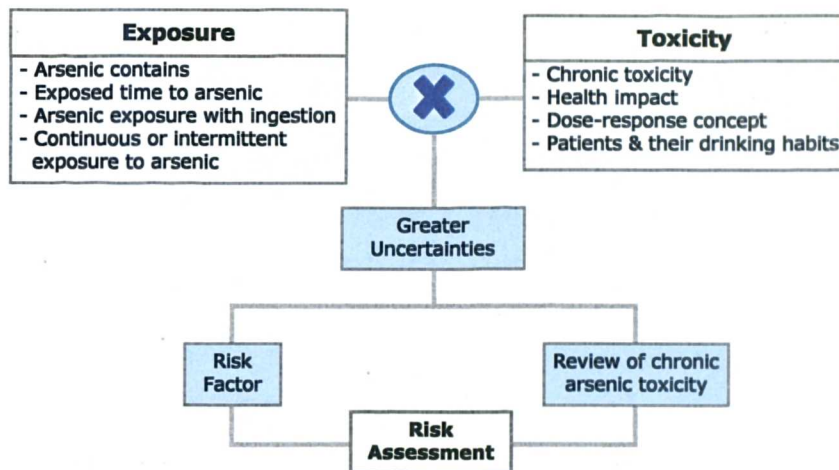 Exposure
- Arsenic contains
- Exposed time to arsenic
- Arsenic exposure with ingestion
- Continuous or intermittent
exposure to arsenic
Toxicity
- Chronic toxicity
- Health impact
- Dose-response concept
- Patients & their drinking habits
Greater
Uncertainties
Risk
Factor
Review of chronic
arsenic toxicity
Risk
Assessment